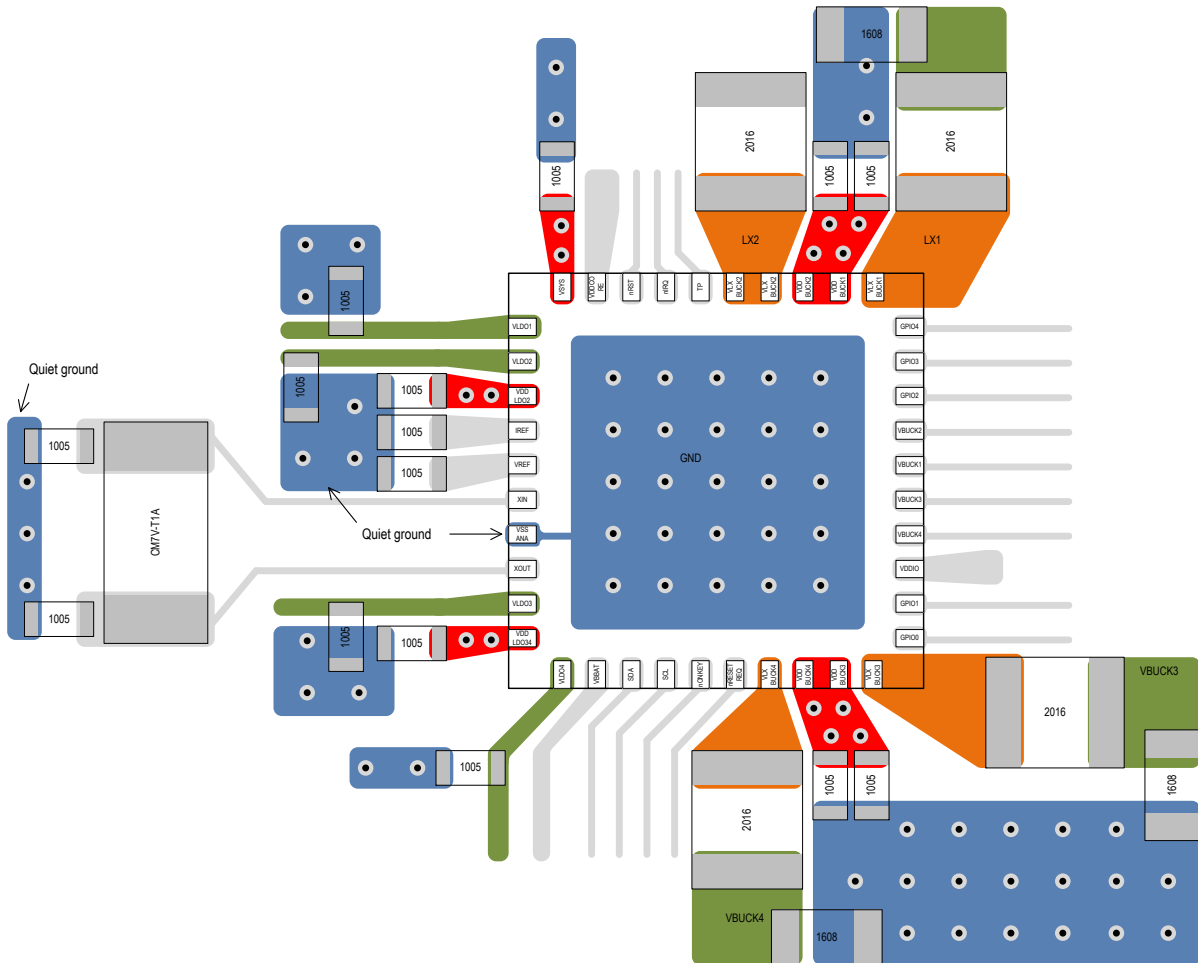 1608
2016
2016
1005
1005
1005
LX2
LX1
VSYS
VDDCO
RE
nRST
nIRQ
TP
VLX
BUCK2
VLX
BUCK2
VDD
BUCK2
VDD
BUCK1
VLX
BUCK1
1005
VLDO1
GPIO4
Quiet ground
1005
VLDO2
GPIO3
1005
VDD
LDO2
GPIO2
1005
IREF
VBUCK2
1005
1005
VREF
GND
VBUCK1
XIN
VBUCK3
CM7V-T1A
Quiet ground
VSS
ANA
VBUCK4
XOUT
VDDIO
1005
1005
VLDO3
GPIO1
1005
VDD
LDO34
GPIO0
VLDO4
VBBAT
SDA
SCL
nONKEY
nRESET
REQ
VLX
BUCK4
VDD
BUCK4
VDD
BUCK3
VLX
BUCK3
VBUCK3
2016
1005
1005
1005
1608
2016
VBUCK4
1608